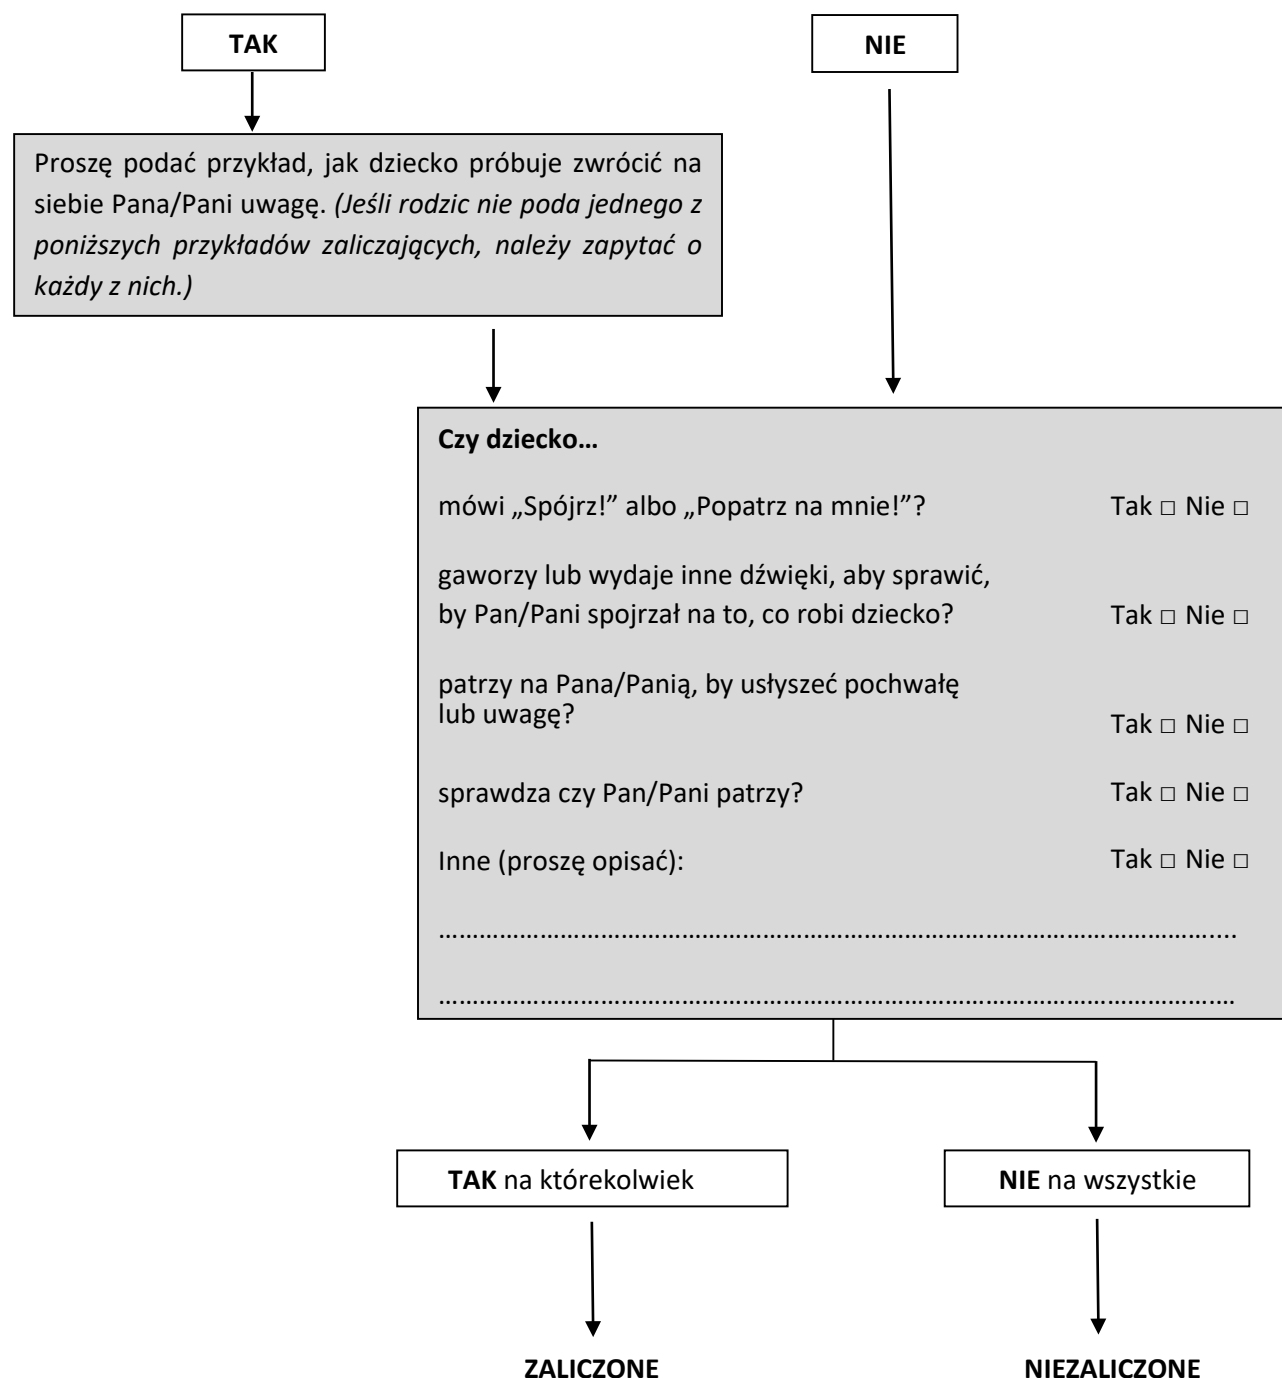 TAK
NIE
Proszę podać przykład, jak dziecko próbuje zwrócić na
siebie Pana/Pani uwagę. (Jeśli rodzic nie poda jednego z
poniższych przykładów zaliczających, należy zapytać o
każdy z nich.)
Czy dziecko...
mówi „Spójrz!” albo „Popatrz na mnie!”? Tak □ Nie □
gaworzy lub wydaje inne dźwięki, aby sprawić,
by Pan/Pani spojrzał na to, co robi dziecko? Tak □ Nie □
patrzy na Pana/Panią, by usłyszeć pochwałę
lub uwagę? Tak □ Nie □
sprawdza czy Pan/Pani patrzy? Tak □ Nie □
Inne (proszę opisać): Tak □ Nie □
………………………………………………………………………………………………………....
……………………………………………………………………………………………………….…
TAK na którekolwiek
NIE na wszystkie
ZALICZONE
NIEZALICZONE